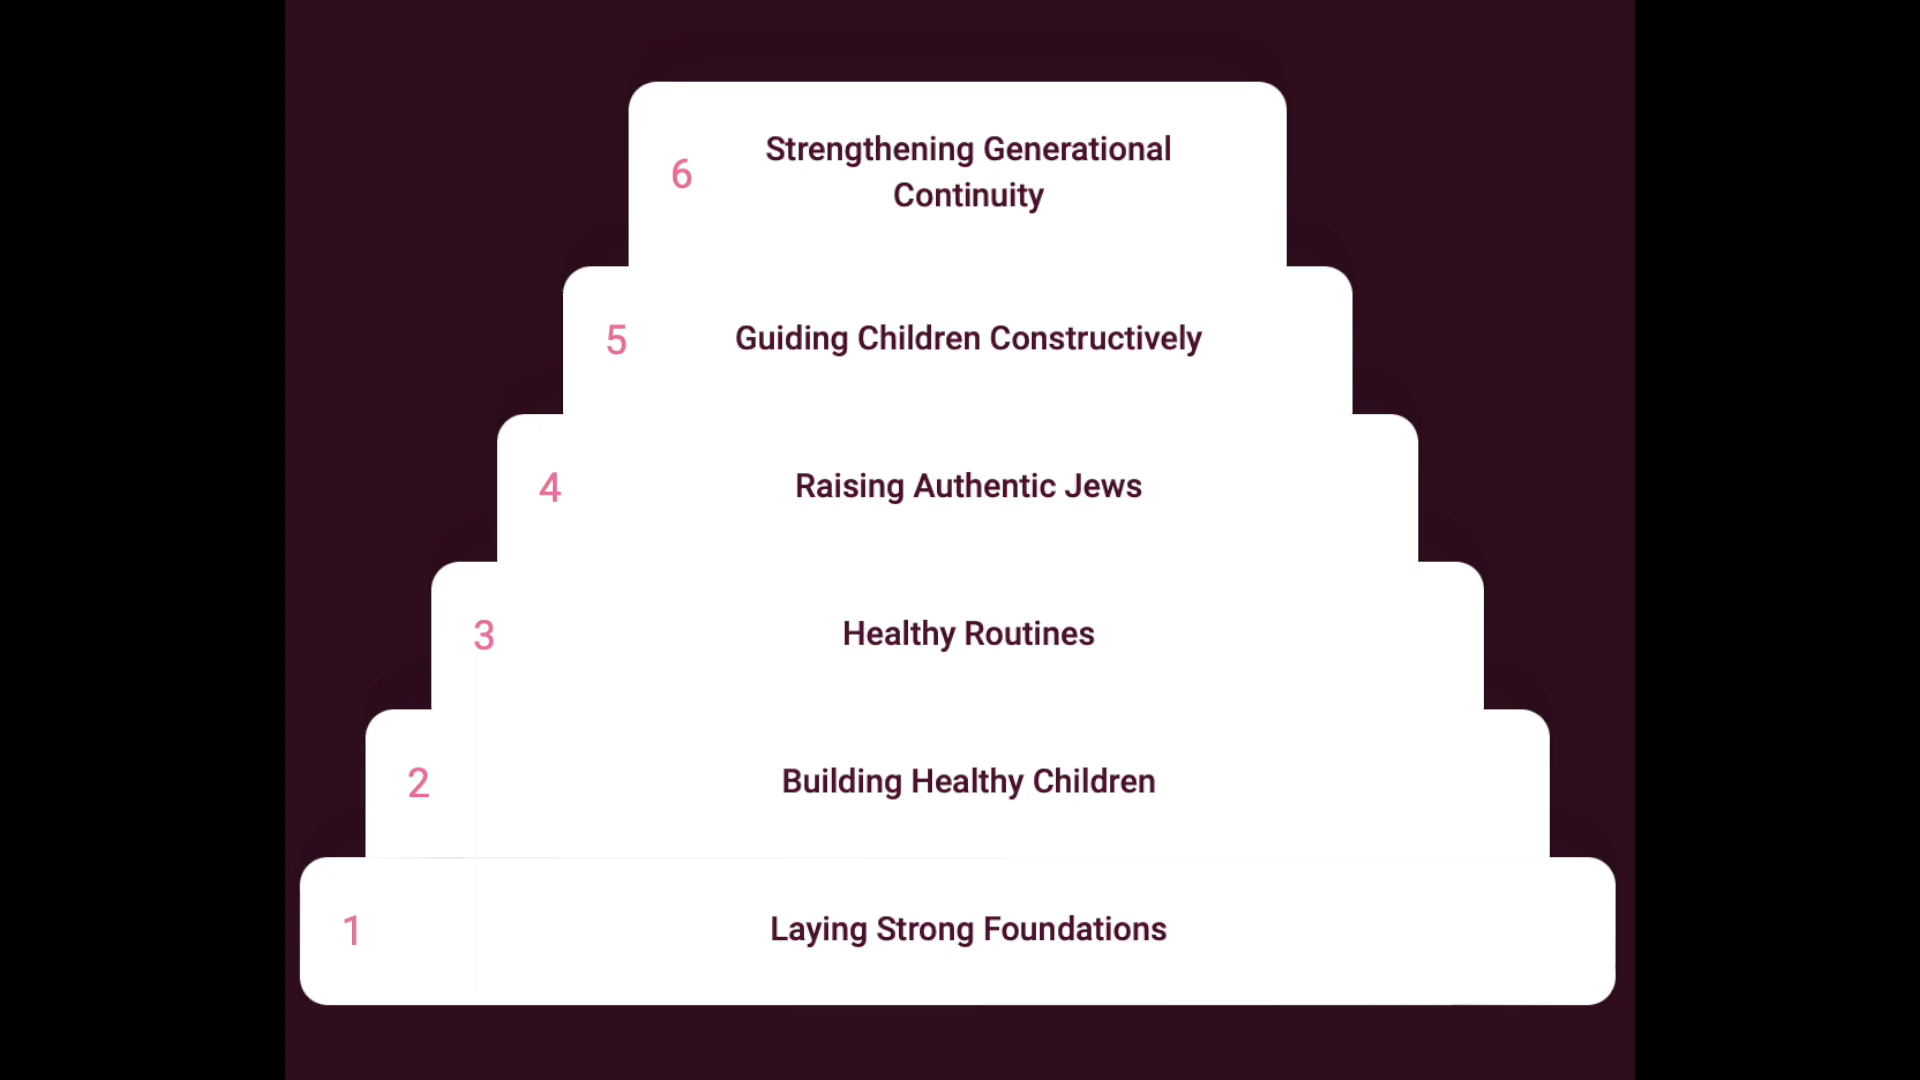 6
Strengthening Generational
Continuity
5
Guiding Children Constructively
4
Raising Authentic Jews
3
Healthy Routines
2
Building Healthy Children
1
Laying Strong Foundations